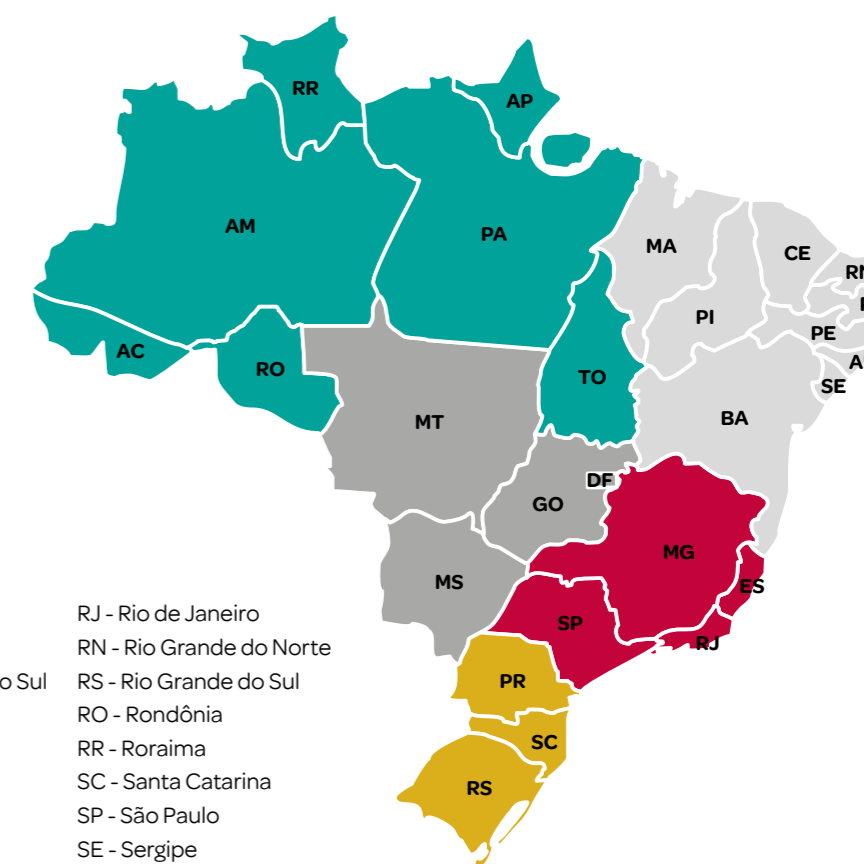 RR
AP
AM
PA
MA
CE
RN
PI
PE
AC
RO
TO
SE
BA
MT
DF
GO
MG
MS
ES
SP
RJ
PR
SC
RS
RJ - Rio de Janeiro
RN - Rio Grande do Norte
o Sul
RS - Rio Grande do Sul
RO - Rondônia
RR - Roraima
SC - Santa Catarina
SP - São Paulo
SE - Sergipe